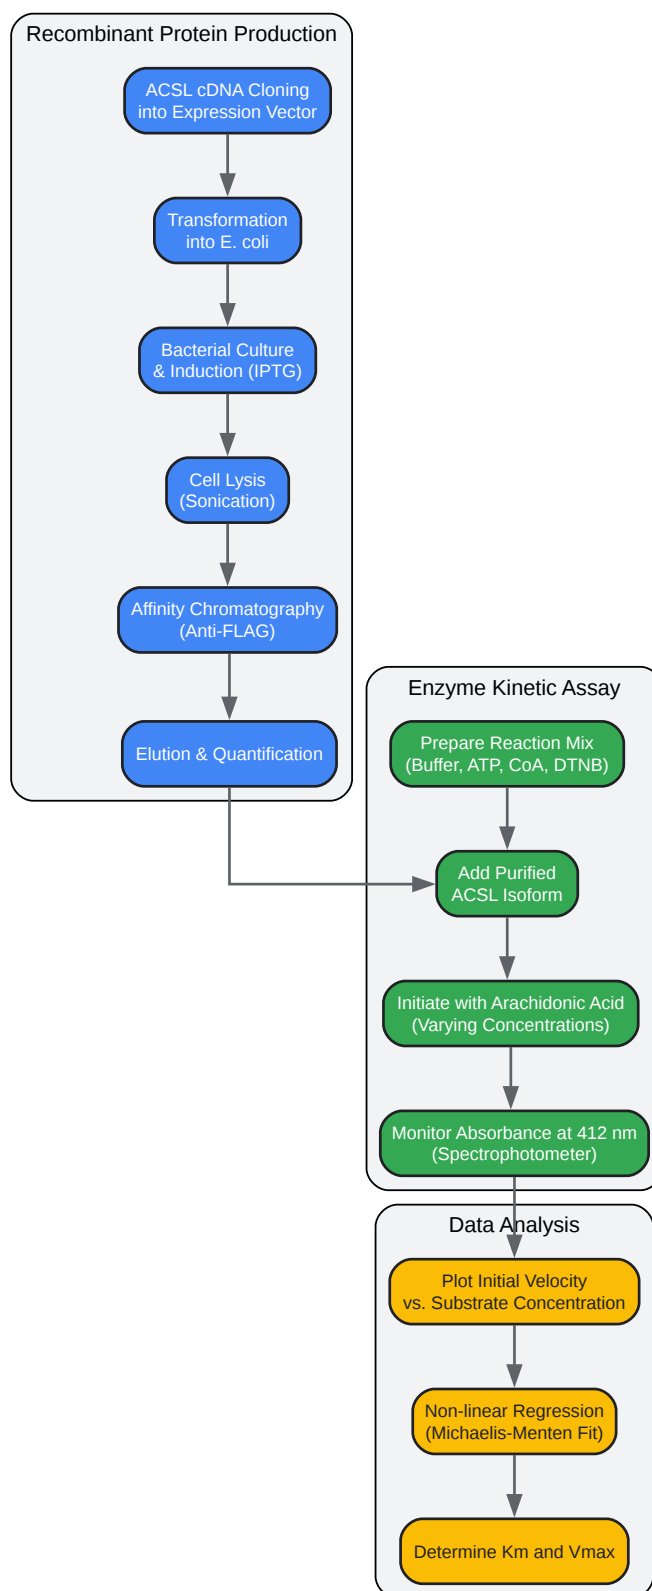 Recombinant Protein Production
ACSL cDNA Cloning
into Expression Vector
Transformation
into E. coli
Bacterial Culture
& Induction (IPTG)
Cell Lysis
(Sonication)
Affinity Chromatography
(Anti-FLAG)
Elution & Quantification
Enzyme Kinetic Assay
Prepare Reaction Mix
(Buffer, ATP, CoA, DTNB)
Add Purified
ACSL Isoform
Initiate with Arachidonic Acid
(Varying Concentrations)
Monitor Absorbance at 412 nm
(Spectrophotometer)
Data Analysis
Plot Initial Velocity
vs. Substrate Concentration
Non-linear Regression
(Michaelis-Menten Fit)
Determine Km and Vmax